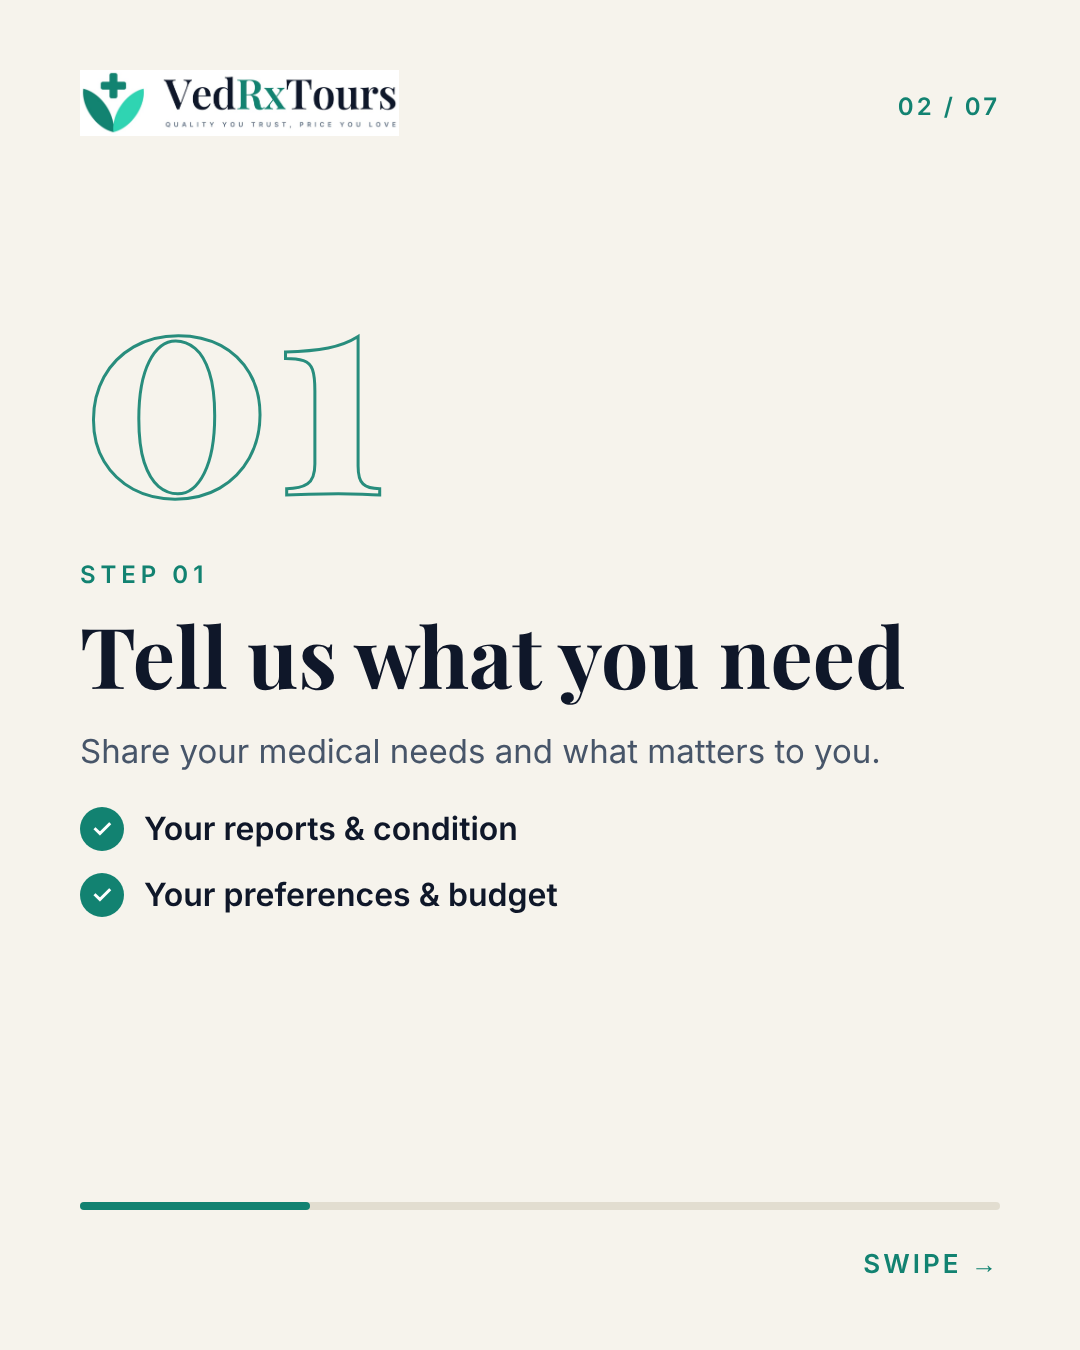 VedRxTours
QUALITY YOU TRUST, PRICE YOU LOVE
02 / 07
01
STEP 01
Tell us what you need
Share your medical needs and what matters to you.
Your reports & condition
Your preferences & budget
SWIPE →